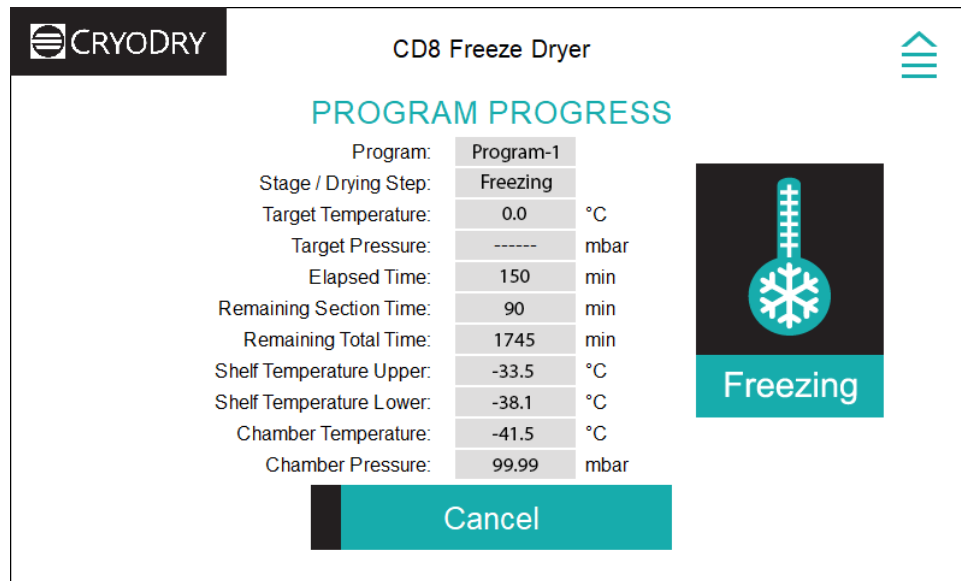 CRYODRY
CD8 Freeze Dryer
PROGRAM PROGRESS
Program: Program-1
Stage / Drying Step: Freezing
Target Temperature: 0.0 °C
Target Pressure: ------ mbar
Elapsed Time: 150 min
Remaining Section Time: 90 min
Remaining Total Time: 1745 min
Shelf Temperature Upper: -33.5 °C
Shelf Temperature Lower: -38.1 °C
Chamber Temperature: -41.5 °C
Chamber Pressure: 99.99 mbar
Freezing
Cancel